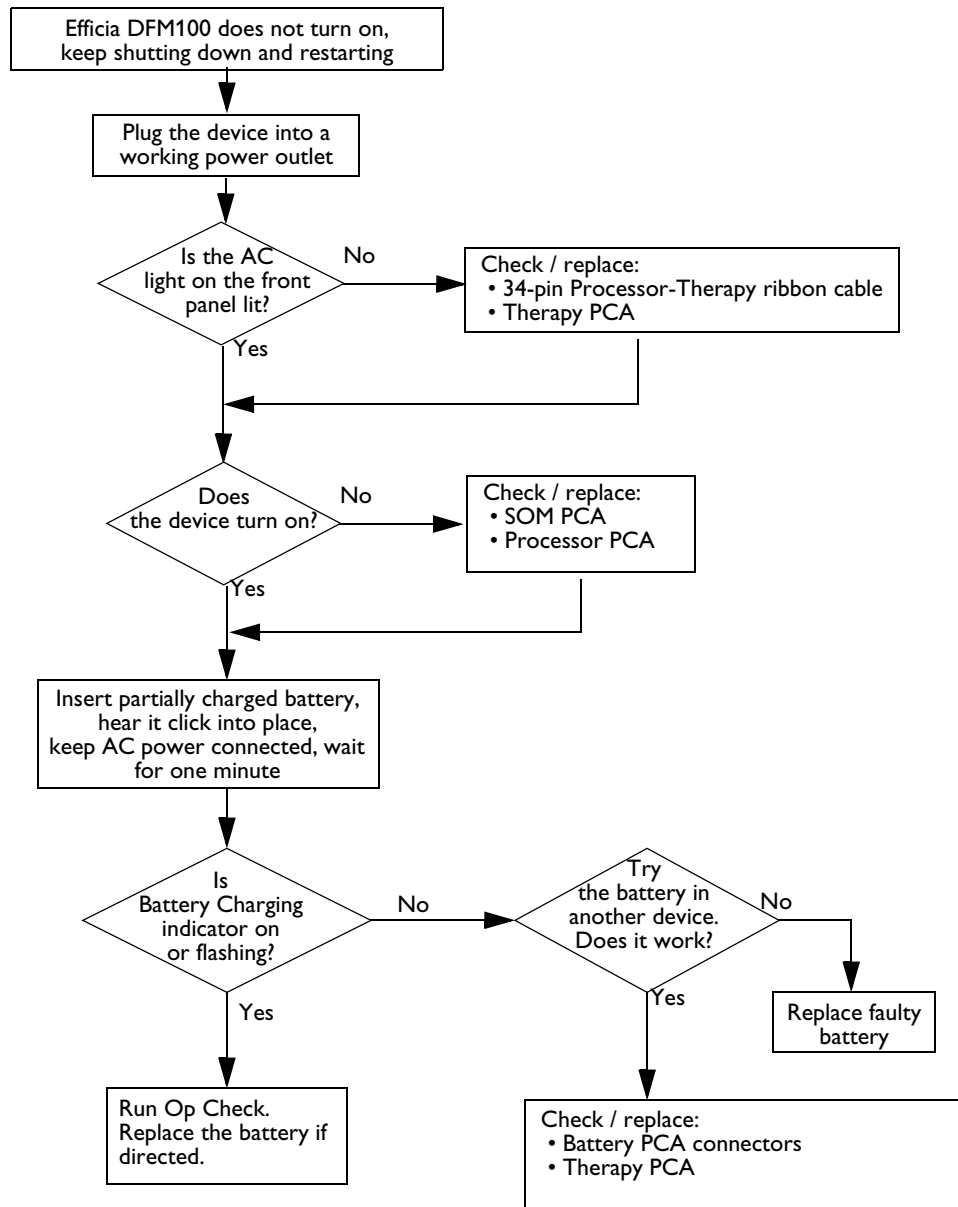 Efficia DFM100 does not turn on,
keep shutting down and restarting
Plug the device into a
working power outlet
Is the AC
light on the front
panel lit?
No
Check / replace:
• 34-pin Processor-Therapy ribbon cable
• Therapy PCA
Yes
Does
the device turn on?
No
Check / replace:
• SOM PCA
• Processor PCA
Yes
Insert partially charged battery,
hear it click into place,
keep AC power connected, wait
for one minute
Is
Battery Charging
indicator on
or flashing?
No
Try
the battery in
another device.
Does it work?
No
Replace faulty
battery
Yes
Yes
Run Op Check.
Replace the battery if
directed.
Check / replace:
• Battery PCA connectors
• Therapy PCA